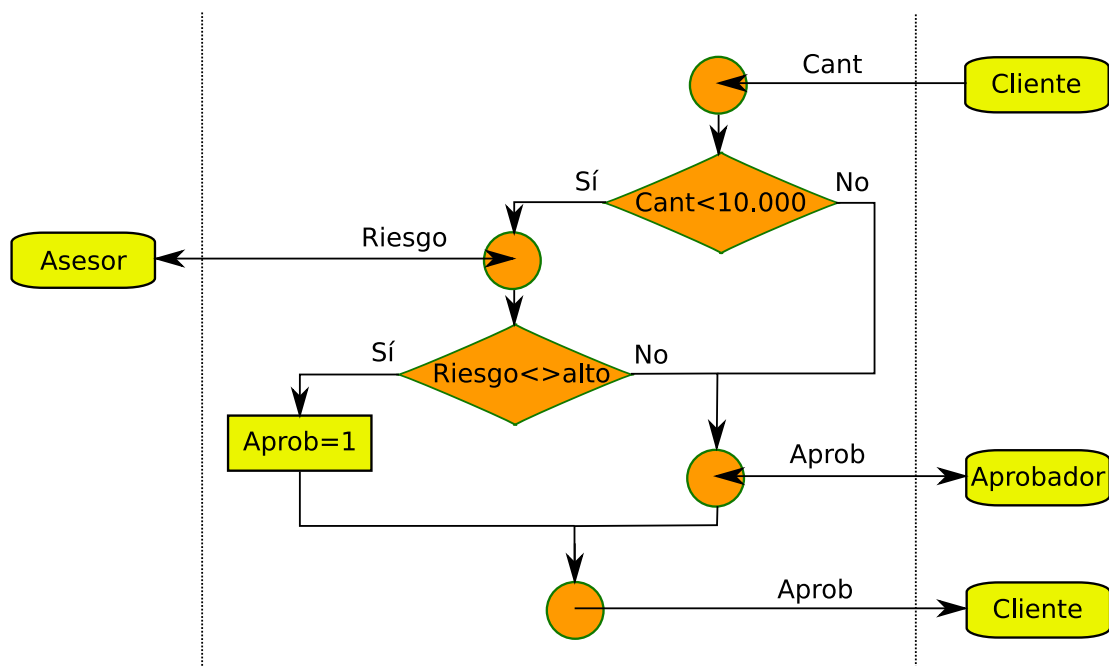 Cant
Cliente
Sí
Cant<10.000
No
Riesgo
Asesor
Sí
Riesgo<>alto
No
Aprob=1
Aprob
Aprobador
Aprob
Cliente